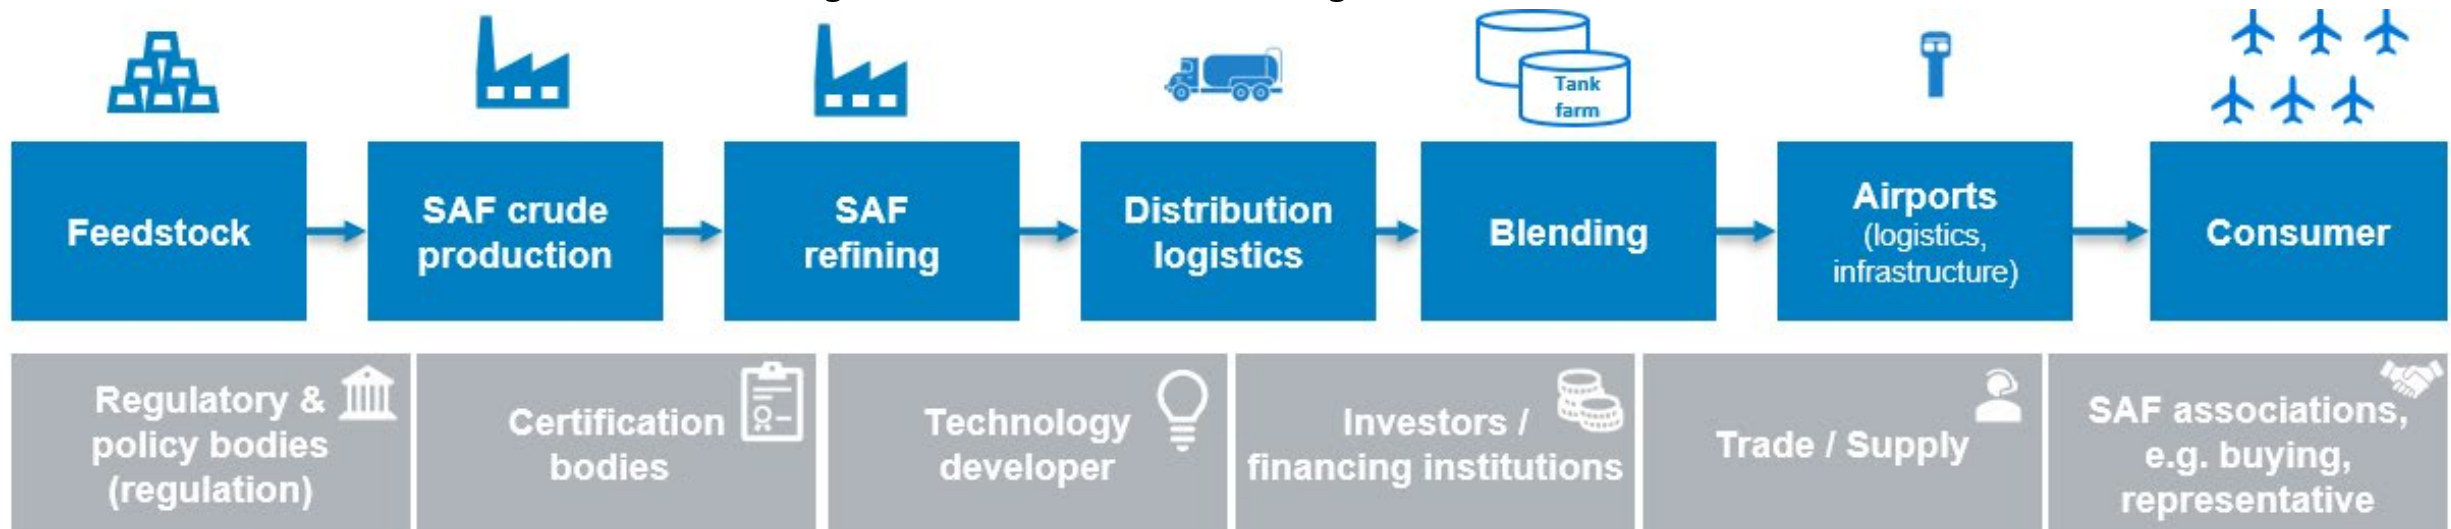 Tank
farm
Feedstock
SAF crude
production
SAF
refining
Distribution
logistics
Blending
Airports
(logistics,
infrastructure)
Consumer
Regulatory &
policy bodies
(regulation)
Certification
bodies
Technology
developer
Investors /
financing institutions
Trade / Supply
SAF associations,
e.g. buying,
representative